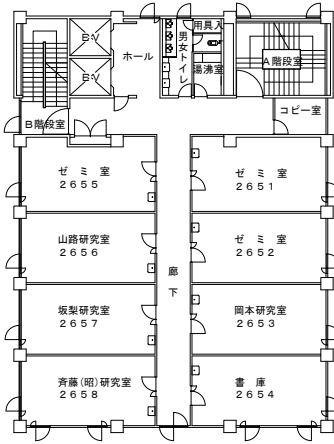 用具入
E.V
ホール
男女トイレ
湯沸室
A階段室
E.V
コピー室
B階段室
ゼミ室
2655
ゼミ室
2651
山路研究室
2656
ゼミ室
2652
廊下
坂梨研究室
2657
岡本研究室
2653
斉藤(昭)研究室
2658
書庫
2654